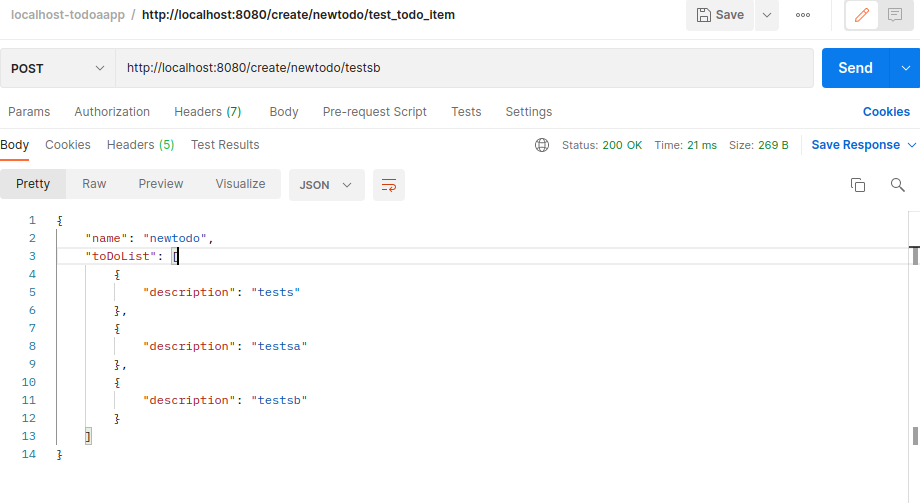 localhost-todoaapp / http://localhost:8080/create/newtodo/test_todo_item Save
POST http://localhost:8080/create/newtodo/testsb Send
Params Authorization Headers (7) Body Pre-request Script Tests Settings Cookies
Body Cookies Headers (5) Test Results Status: 200 OK Time: 21 ms Size: 269 B Save Response
Pretty Raw Preview Visualize JSON
1 {
2 "name": "newtodo",
3 "toDoList": [
4 {
5 "description": "tests"
6 },
7 {
8 "description": "testsa"
9 },
10 {
11 "description": "testsb"
12 }
13 ]
14 }